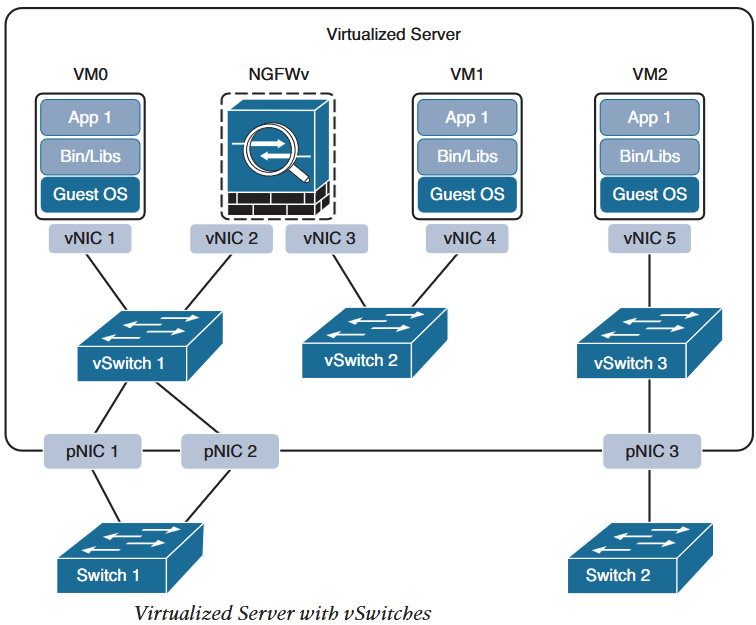 Virtualized Server
VM0
NGFWv
VM1
VM2
App 1
App 1
App 1
Bin/Libs
Bin/Libs
Bin/Libs
Guest OS
Guest OS
Guest OS
vNIC 1
vNIC 2
vNIC 3
vNIC 4
vNIC 5
vSwitch 1
vSwitch 2
vSwitch 3
pNIC 1
pNIC 2
pNIC 3
Switch 1
Switch 2
Virtualized Server with vSwitches